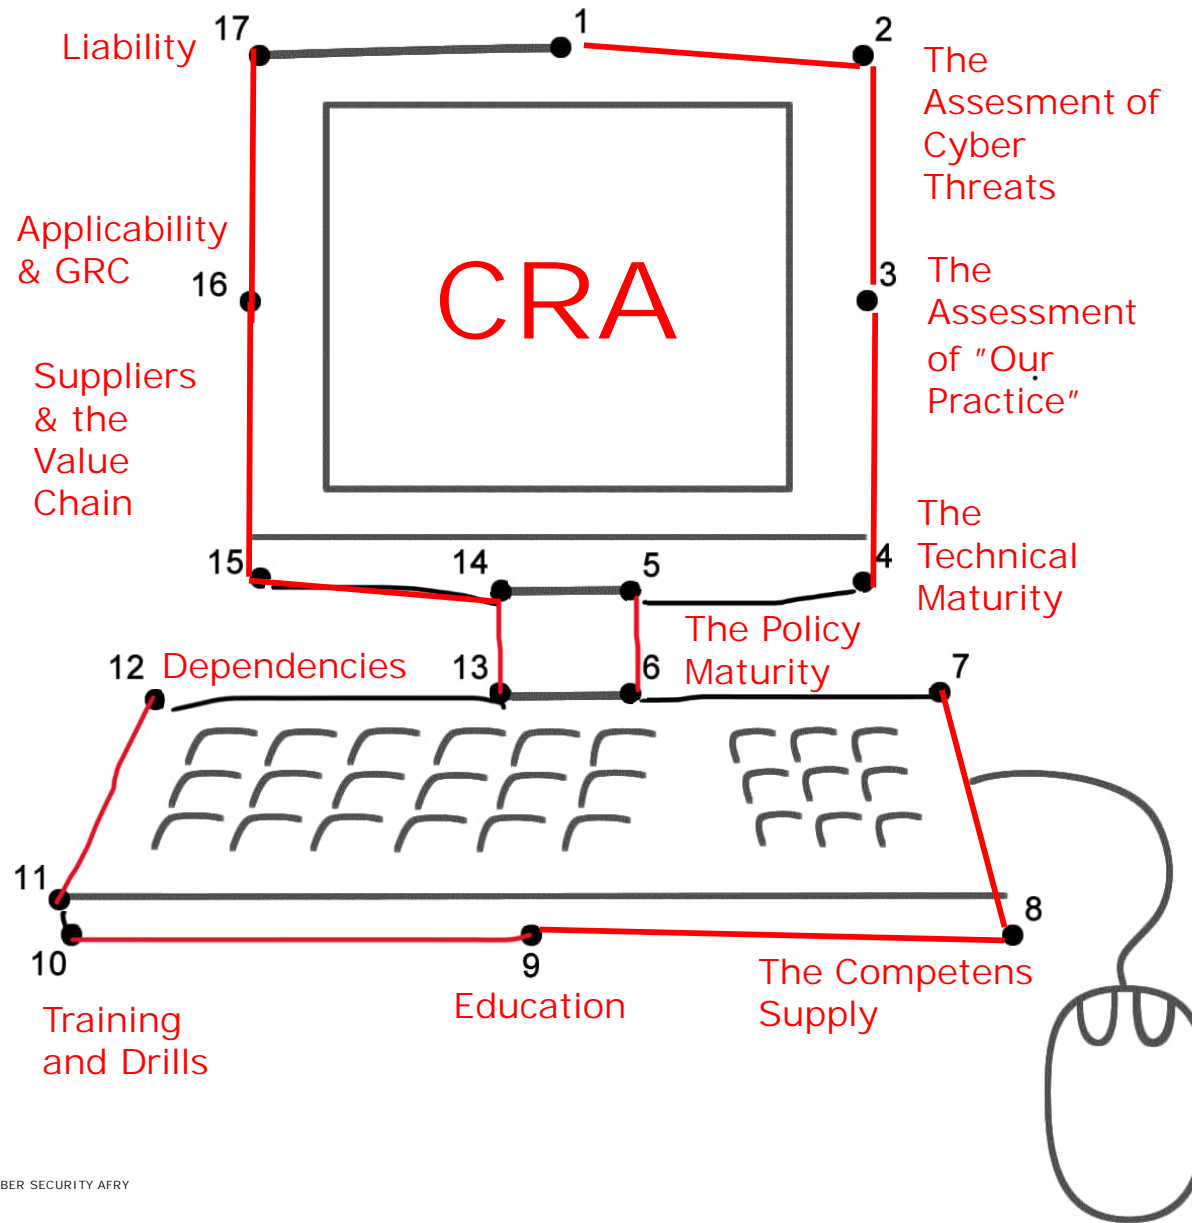 17
1
2
Liability
The
Assesment of
Cyber
Threats
Applicability
& GRC
16
3
The
Assessment
of "Our
Practice"
CRA
Suppliers
& the
Value
Chain
The
Technical
Maturity
15
14
5
4
The Policy
Maturity
12
Dependencies
13
6
7
11
8
10
9
The Competens
Supply
Education
Training
and Drills
BER SECURITY AFRY